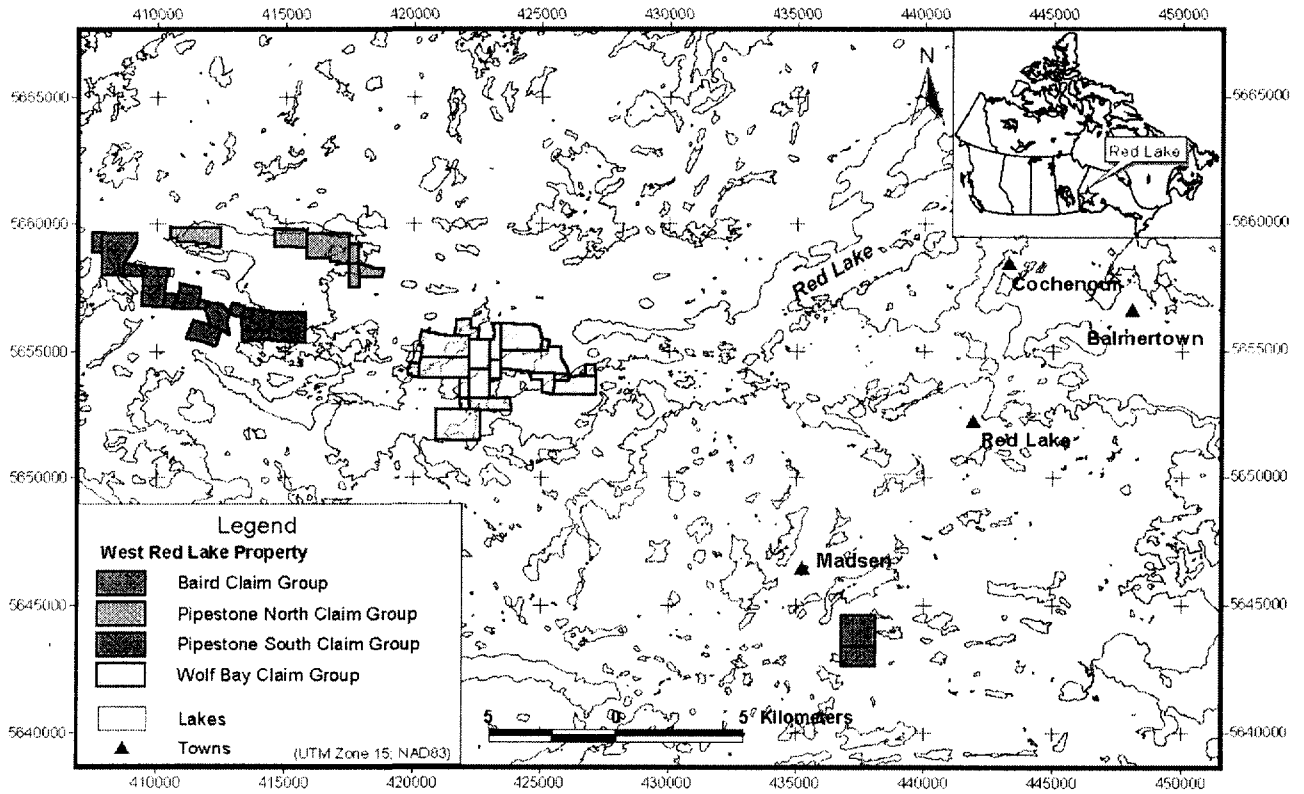 410000 415000 420000 425000 430000 435000 440000 445000 450000
5665000 5665000
N
Red Lake
5660000 5660000
Red Lake
Cochenour
Balmertown
5655000 5655000
Red Lake
5650000 5650000
Legend
West Red Lake Property
Baird Claim Group
Pipestone North Claim Group
Pipestone South Claim Group
Wolf Bay Claim Group
Lakes
Towns
(UTM Zone 15; NAD83)
Madsen
5645000 5645000
5 0 5 Kilometers
5640000 5640000
410000 415000 420000 425000 430000 435000 440000 445000 450000